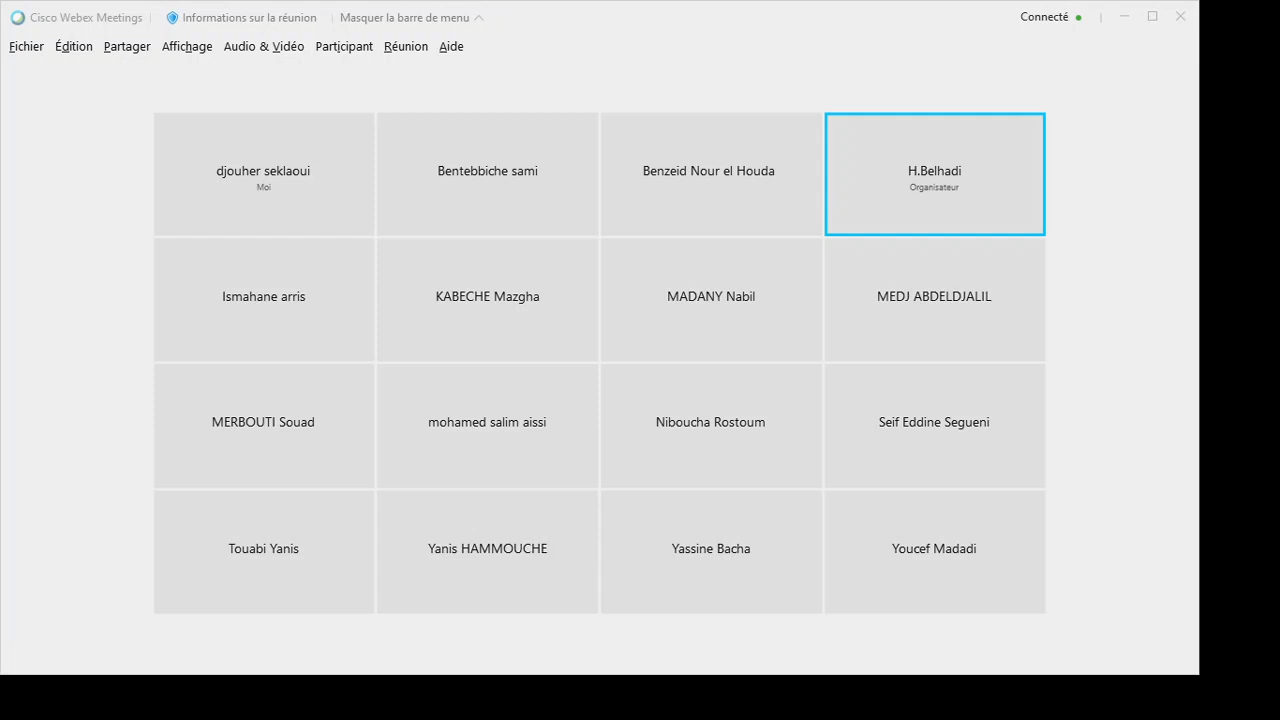 Cisco Webex Meetings Informations sur la réunion Masquer la barre de menu Connecté
Fichier Édition Partager Affichage Audio & Vidéo Participant Réunion Aide
djouher seklaoui Bentebbiche sami Benzeid Nour el Houda H.Belhadi
Moi Organisateur
Ismahane arris KABECHE Mazgha MADANY Nabil MEDJ ABDELDJALIL
MERBOUTI Souad mohamed salim aissi Niboucha Rostoum Seif Eddine Segueni
Touabi Yanis Yanis HAMMOUCHE Yassine Bacha Youcef Madadi